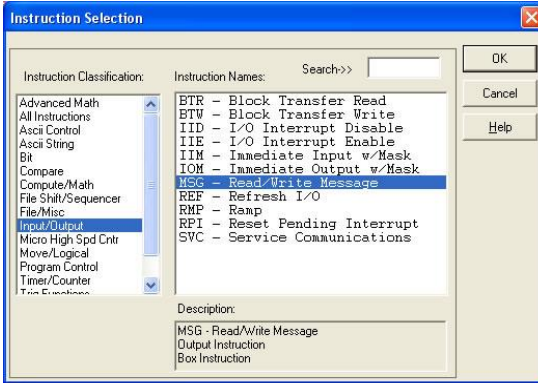 Instruction Selection
Instruction Classification:
Instruction Names:
Search->>
OK
Cancel
Help
Advanced Math
All Instructions
Ascii Control
Ascii String
Bit
Compare
Compute/Math
File Shift/Sequencer
File/Misc
Input/Output
Micro High Spd Cntr
Move/Logical
Program Control
Timer/Counter
Trig Functions
BTR - Block Transfer Read
BTW - Block Transfer Write
IID - I/O Interrupt Disable
IIE - I/O Interrupt Enable
IIM - Immediate Input w/Mask
IOM - Immediate Output w/Mask
MSG - Read/Write Message
REF - Refresh I/O
RMP - Ramp
RPI - Reset Pending Interrupt
SVC - Service Communications
Description:
MSG - Read/Write Message
Output Instruction
Box Instruction